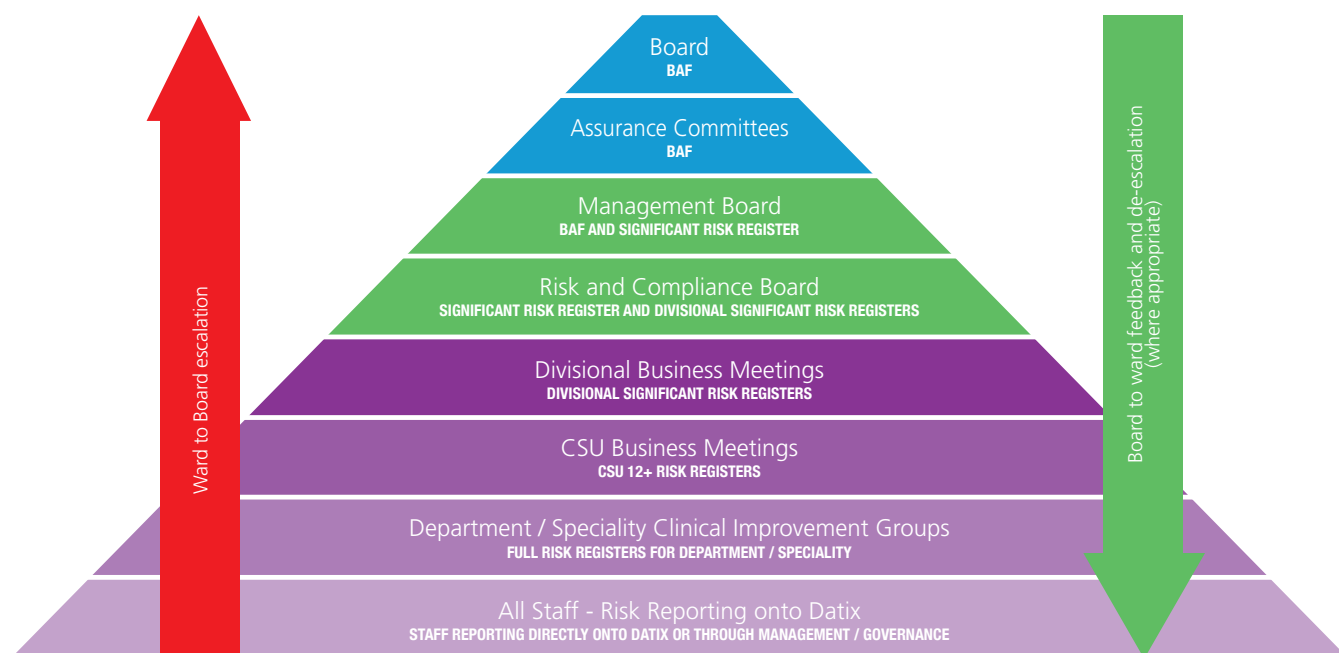 Board
BAF
Assurance Committees
BAF
Management Board
BAF AND SIGNIFICANT RISK REGISTER
Risk and Compliance Board
SIGNIFICANT RISK REGISTER AND DIVISIONAL SIGNIFICANT RISK REGISTERS
Divisional Business Meetings
DIVISIONAL SIGNIFICANT RISK REGISTERS
CSU Business Meetings
CSU 12+ RISK REGISTERS
Department / Speciality Clinical Improvement Groups
FULL RISK REGISTERS FOR DEPARTMENT / SPECIALITY
All Staff - Risk Reporting onto Datix
STAFF REPORTING DIRECTLY ONTO DATIX OR THROUGH MANAGEMENT / GOVERNANCE
Ward to Board escalation
Board to ward feedback and de-escalation
(where appropriate)